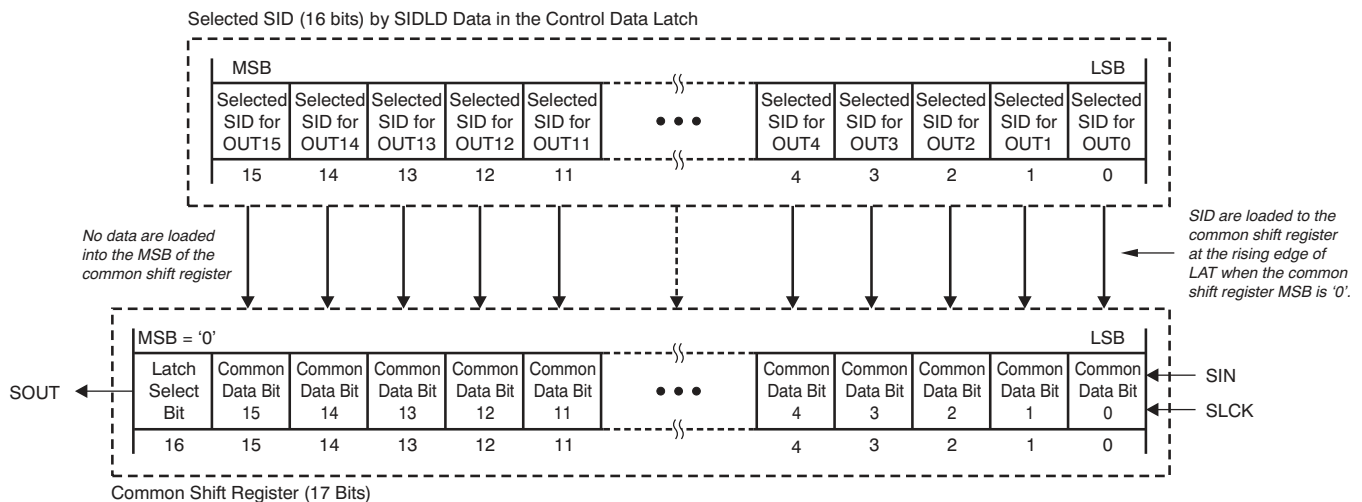 Selected SID (16 bits) by SIDLD Data in the Control Data Latch
MSB LSB
Selected SID for OUT15 Selected SID for OUT14 Selected SID for OUT13 Selected SID for OUT12 Selected SID for OUT11 ••• Selected SID for OUT4 Selected SID for OUT3 Selected SID for OUT2 Selected SID for OUT1 Selected SID for OUT0
15 14 13 12 11 4 3 2 1 0
No data are loaded
into the MSB of the
common shift register
SID are loaded to the
common shift register
at the rising edge of
LAT when the common
shift register MSB is ‘0’.
MSB = ‘0’ LSB
SOUT
Latch Select Bit Common Data Bit 15 Common Data Bit 14 Common Data Bit 13 Common Data Bit 12 Common Data Bit 11 ••• Common Data Bit 4 Common Data Bit 3 Common Data Bit 2 Common Data Bit 1 Common Data Bit 0
SIN
SLCK
16 15 14 13 12 11 4 3 2 1 0
Common Shift Register (17 Bits)